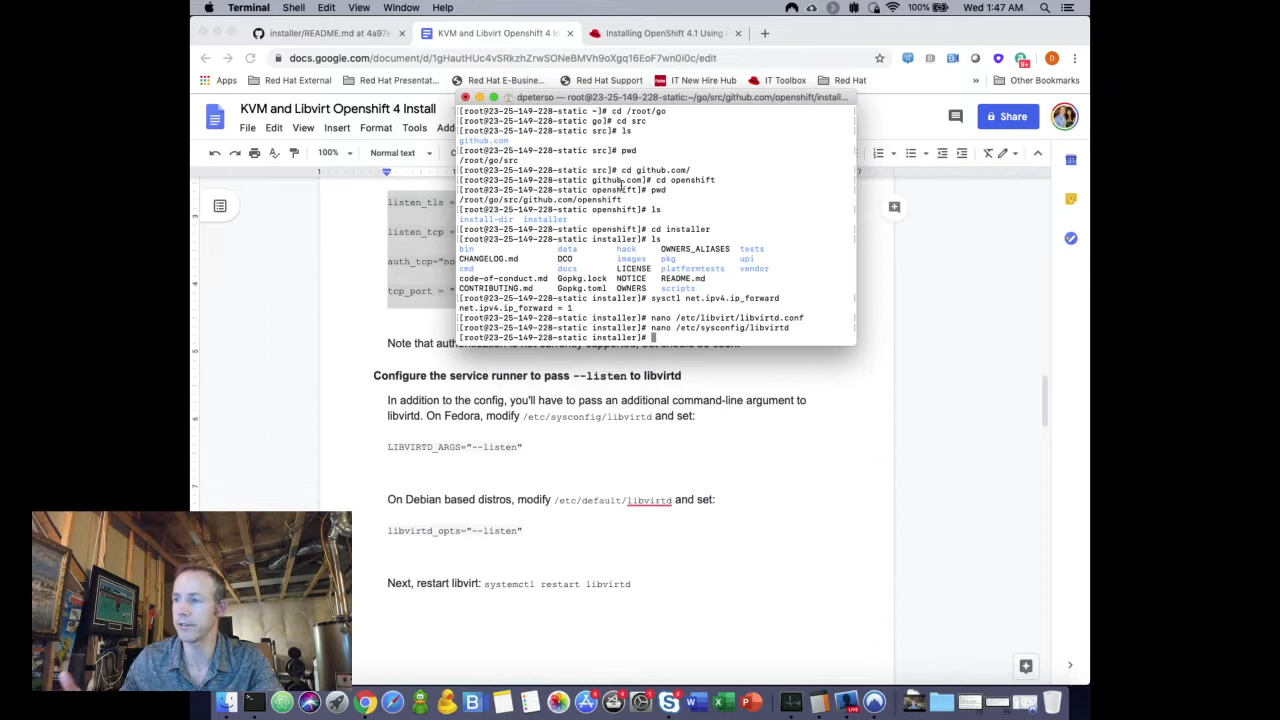 Terminal Shell Edit View Window Help 100% Wed 1:47 AM
installer/README.md at 4a97e
KVM and Libvirt Openshift 4 In
Installing OpenShift 4.1 Using
docs.google.com/document/d/1gHautHUc4vSRkzhZrwSONeBMVh9oXgq16EoF7wn0i0c/edit
Apps Red Hat External Red Hat Presentat... Red Hat E-Busine... Red Hat Support IT New Hire Hub IT Toolbox Red Hat Other Bookmarks
KVM and Libvirt Openshift 4 Install
File Edit View Insert Format Tools
Share
100% Normal text
dpeterso — root@23-25-149-228-static:~/go/src/github.com/openshift/install...
[root@23-25-149-228-static ~]# cd /root/go
[root@23-25-149-228-static go]# cd src
[root@23-25-149-228-static src]# ls
github.com
[root@23-25-149-228-static src]# pwd
/root/go/src
[root@23-25-149-228-static src]# cd github.com/
[root@23-25-149-228-static github.com]# cd openshift
[root@23-25-149-228-static openshift]# pwd
/root/go/src/github.com/openshift
[root@23-25-149-228-static openshift]# ls
install-dir installer
[root@23-25-149-228-static openshift]# cd installer
[root@23-25-149-228-static installer]# ls
bin data hack OWNERS_ALIASES tests
CHANGELOG.md DCO images pkg upi
cmd docs LICENSE platformtests vendor
code-of-conduct.md Gopkg.lock NOTICE README.md
CONTRIBUTING.md Gopkg.toml OWNERS scripts
[root@23-25-149-228-static installer]# sysctl net.ipv4.ip_forward
net.ipv4.ip_forward = 1
[root@23-25-149-228-static installer]# nano /etc/libvirt/libvirtd.conf
[root@23-25-149-228-static installer]# nano /etc/sysconfig/libvirtd
[root@23-25-149-228-static installer]#
listen_tls =
listen_tcp =
auth_tcp="no
tcp_port = "
Note that
Configure the service runner to pass --listen to libvirtd
In addition to the config, you'll have to pass an additional command-line argument to
libvirtd. On Fedora, modify /etc/sysconfig/libvirtd and set:
LIBVIRTD_ARGS="--listen"
On Debian based distros, modify /etc/default/libvirtd and set:
libvirtd_opts="--listen"
Next, restart libvirt: systemctl restart libvirtd